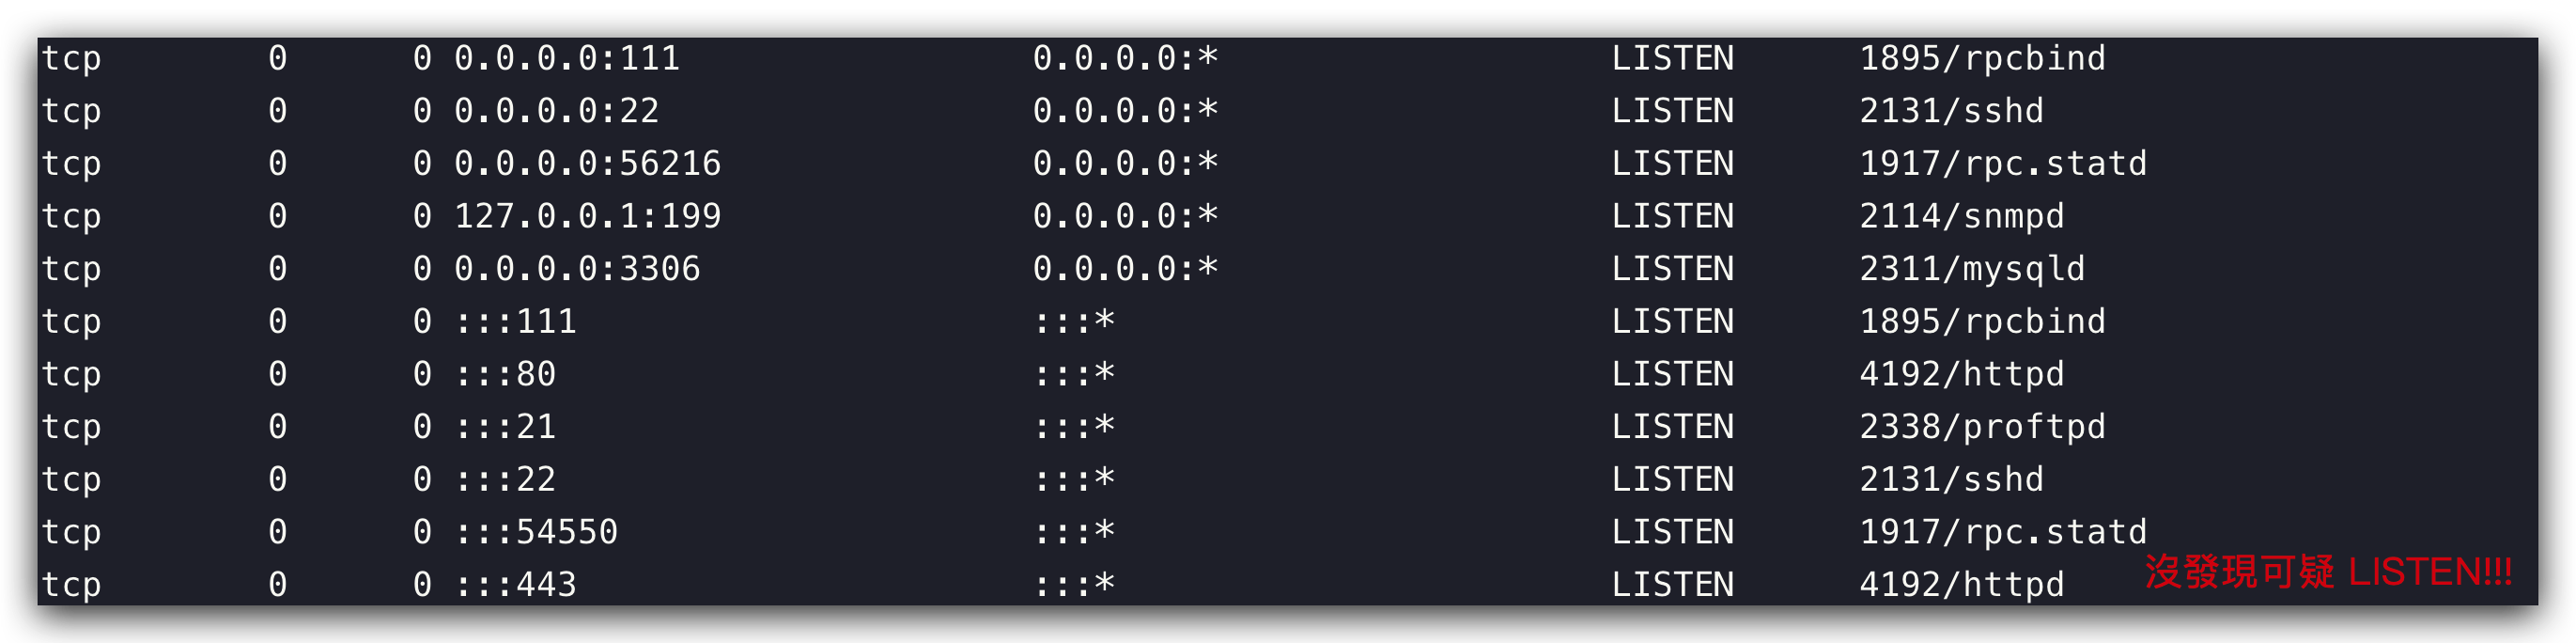 tcp 0 0 0.0.0.0:111 0.0.0.0:* LISTEN 1895/rpcbind
tcp 0 0 0.0.0.0:22 0.0.0.0:* LISTEN 2131/sshd
tcp 0 0 0.0.0.0:56216 0.0.0.0:* LISTEN 1917/rpc.statd
tcp 0 0 127.0.0.1:199 0.0.0.0:* LISTEN 2114/snmpd
tcp 0 0 0.0.0.0:3306 0.0.0.0:* LISTEN 2311/mysqld
tcp 0 0 :::111 :::* LISTEN 1895/rpcbind
tcp 0 0 :::80 :::* LISTEN 4192/httpd
tcp 0 0 :::21 :::* LISTEN 2338/proftpd
tcp 0 0 :::22 :::* LISTEN 2131/sshd
tcp 0 0 :::54550 :::* LISTEN 1917/rpc.statd
tcp 0 0 :::443 :::* LISTEN 4192/httpd
沒發現可疑 LISTEN!!!